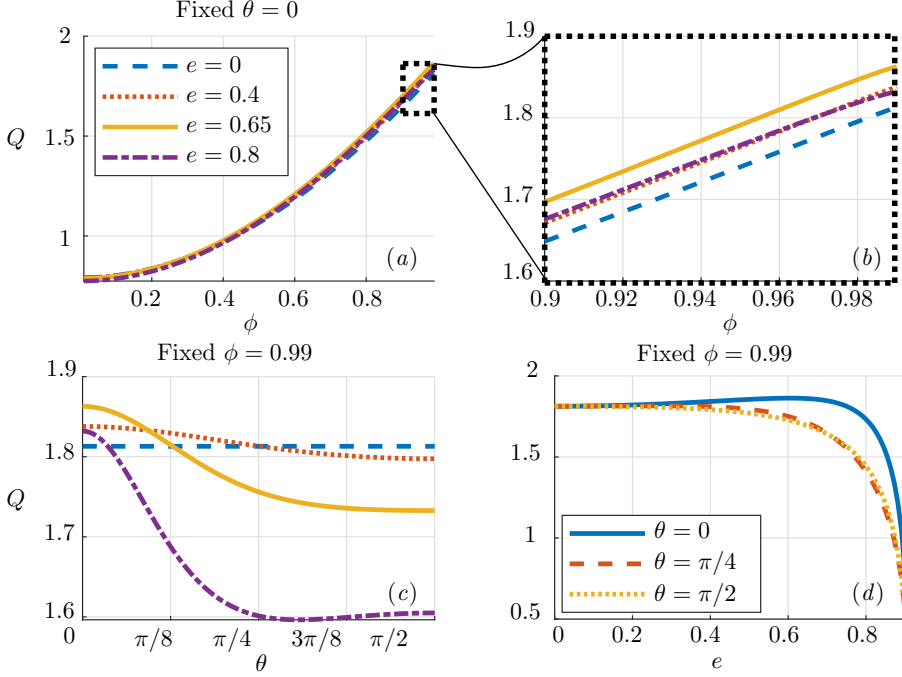 Fixed θ = 0
2
1.5
1
Q
e = 0
e = 0.4
e = 0.65
e = 0.8
(a)
0.2
0.4
0.6
0.8
ϕ
1.9
1.8
1.7
1.6
(b)
0.9
0.92
0.94
0.96
0.98
ϕ
Fixed ϕ = 0.99
1.9
1.8
1.7
1.6
Q
(c)
0
π/8
π/4
3π/8
π/2
θ
Fixed ϕ = 0.99
2
1.5
1
0.5
θ = 0
θ = π/4
θ = π/2
(d)
0
0.2
0.4
0.6
0.8
e